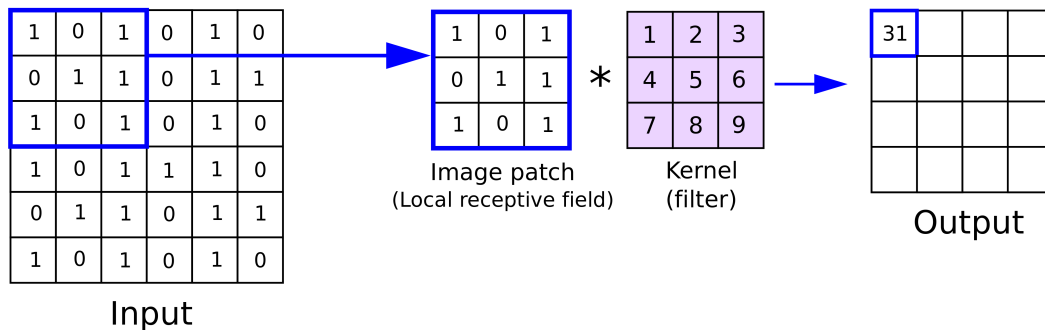 1 0 1 0 1 0
0 1 1 0 1 1
1 0 1 0 1 0
1 0 1 1 1 0
0 1 1 0 1 1
1 0 1 0 1 0
Input
1 0 1
0 1 1
1 0 1
Image patch
(Local receptive field)
*
1 2 3
4 5 6
7 8 9
Kernel
(filter)
31
Output